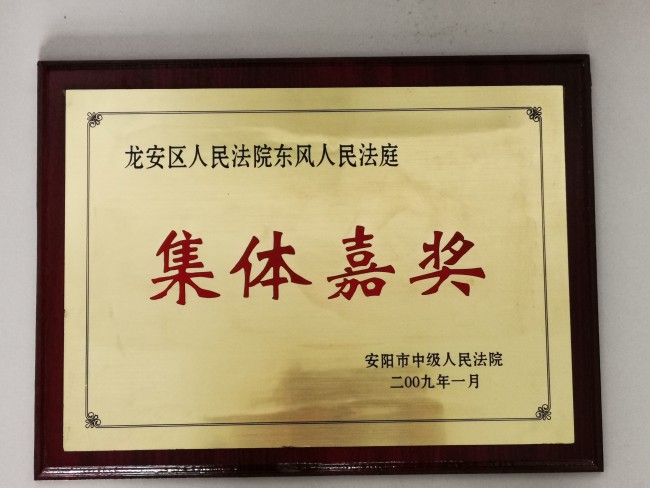 龙安区人民法院东风人民法庭
集体嘉奖
安阳市中级人民法院
二00九年一月